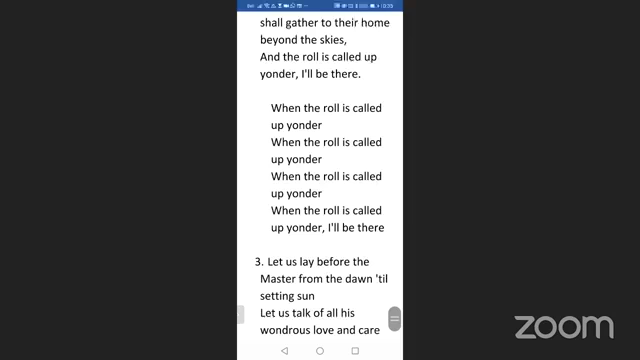 10:35
shall gather to their home
beyond the skies,
And the roll is called up
yonder, I'll be there.
When the roll is called
up yonder
When the roll is called
up yonder
When the roll is called
up yonder
When the roll is called
up yonder, I'll be there
3. Let us lay before the
Master from the dawn 'til
setting sun
Let us talk of all his
wondrous love and care
zoom